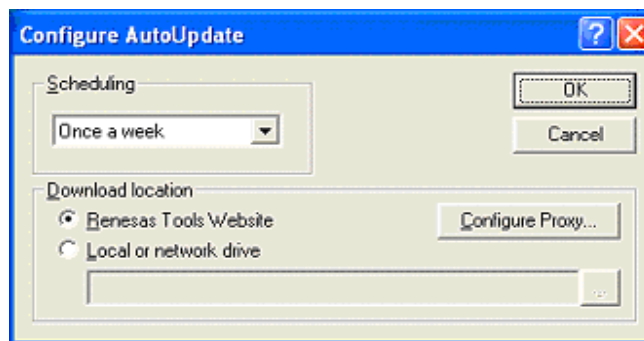 Configure AutoUpdate
Scheduling
OK
Once a week
Cancel
Download location
Renesas Tools Website
Configure Proxy...
Local or network drive
...